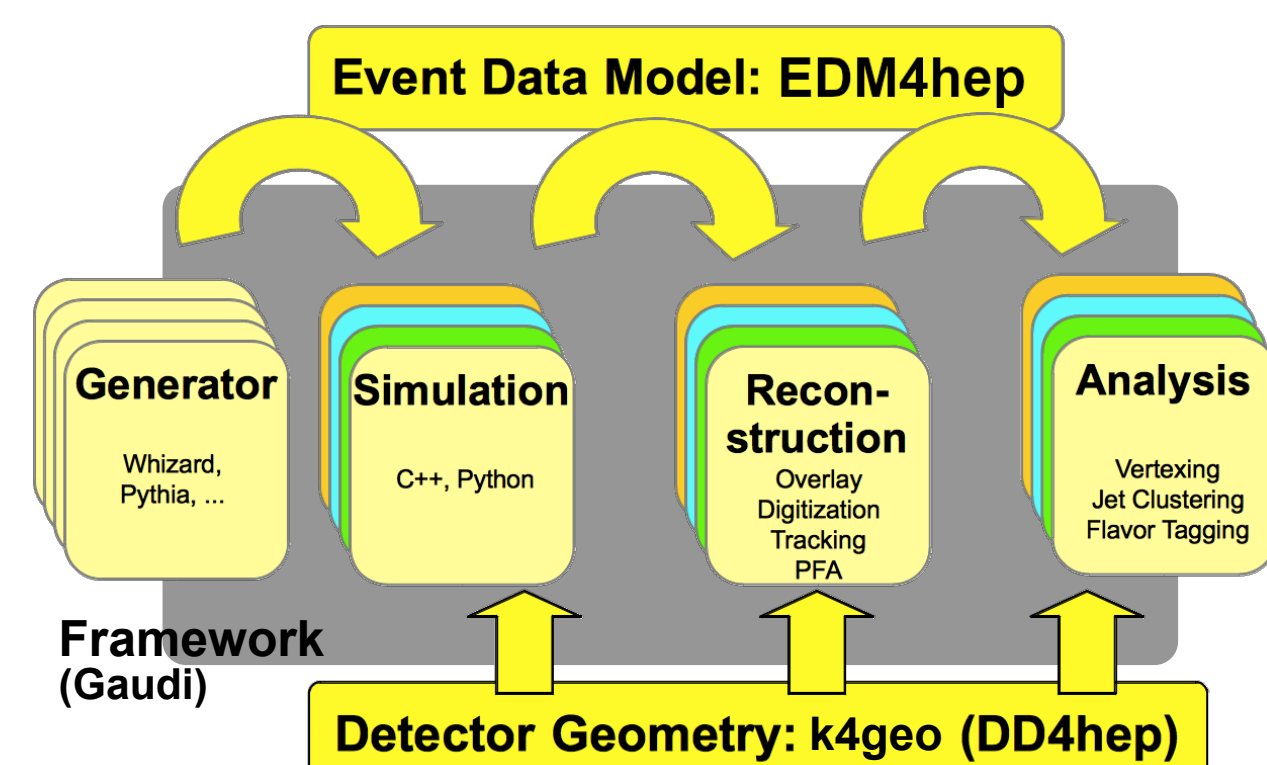 Event Data Model: EDM4hep
Generator
Whizard,
Pythia, ...
Simulation
C++, Python
Recon-
struction
Overlay
Digitization
Tracking
PFA
Analysis
Vertexing
Jet Clustering
Flavor Tagging
Framework
(Gaudi)
Detector Geometry: k4geo (DD4hep)